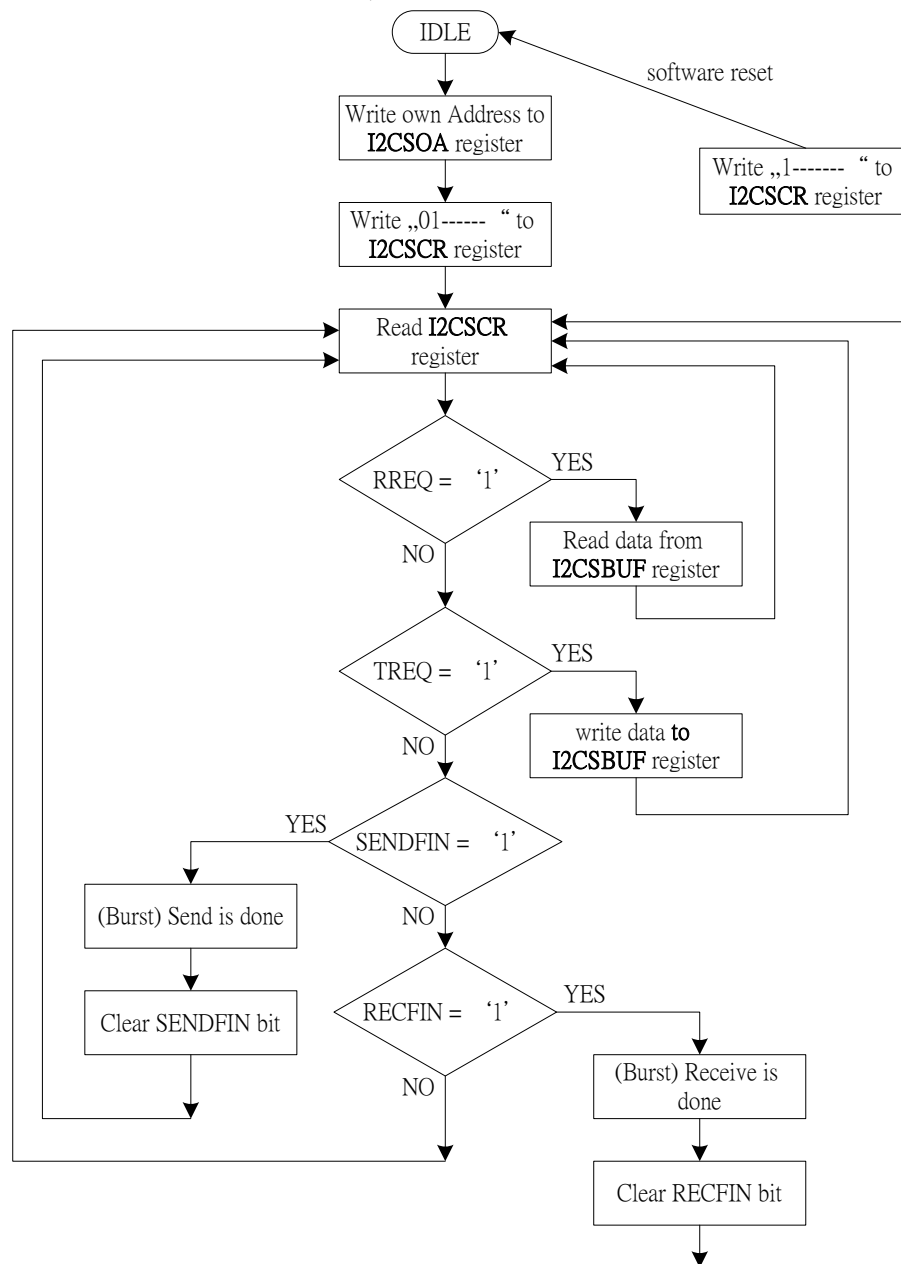 IDLE
software reset
Write own Address to
I2CSOA register
Write „1------- “ to
I2CSCR register
Write „01------ “ to
I2CSCR register
Read I2CSCR
register
RREQ = ‘1’
YES
Read data from
I2CSBUF register
NO
TREQ = ‘1’
YES
write data to
I2CSBUF register
NO
SENDFIN = ‘1’
YES
(Burst) Send is done
NO
Clear SENDFIN bit
RECFIN = ‘1’
YES
(Burst) Receive is
done
NO
Clear RECFIN bit